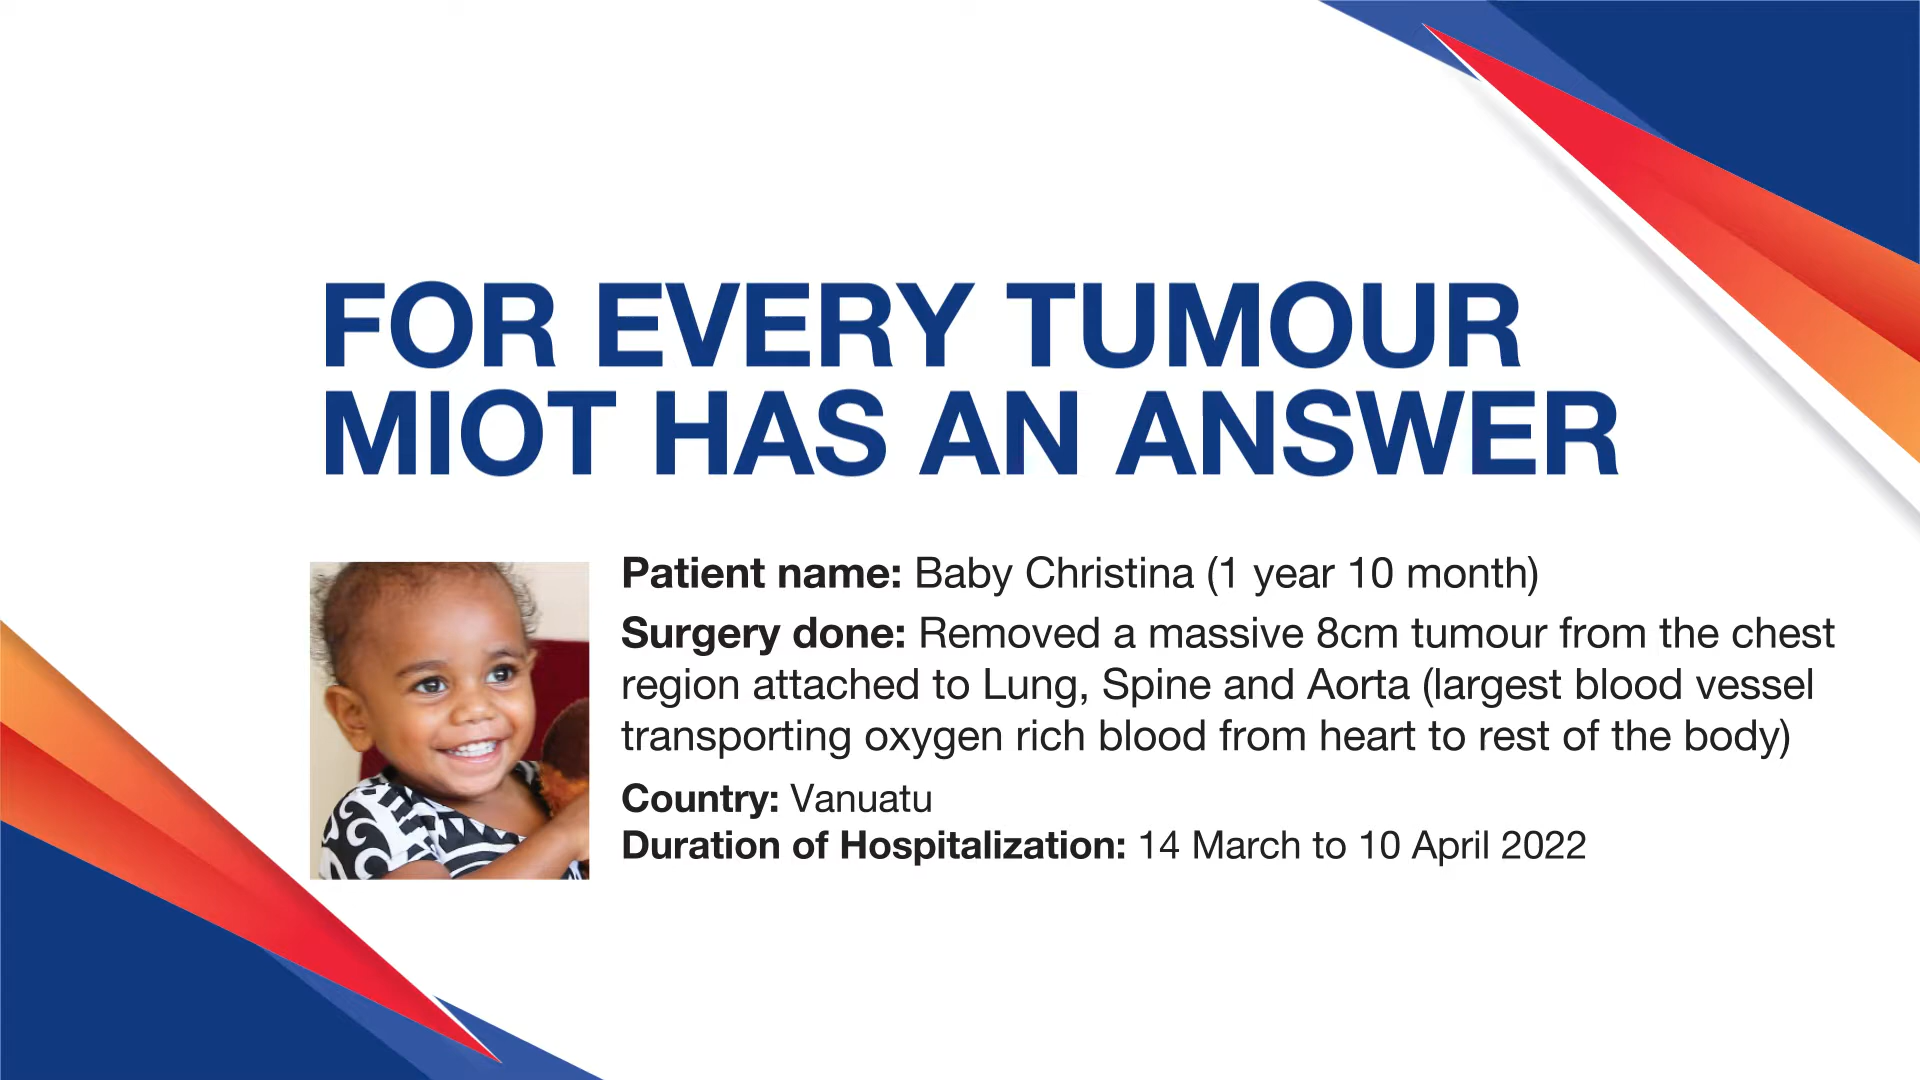 FOR EVERY TUMOUR
MIOT HAS AN ANSWER
Patient name: Baby Christina (1 year 10 month)
Surgery done: Removed a massive 8cm tumour from the chest
region attached to Lung, Spine and Aorta (largest blood vessel
transporting oxygen rich blood from heart to rest of the body)
Country: Vanuatu
Duration of Hospitalization: 14 March to 10 April 2022